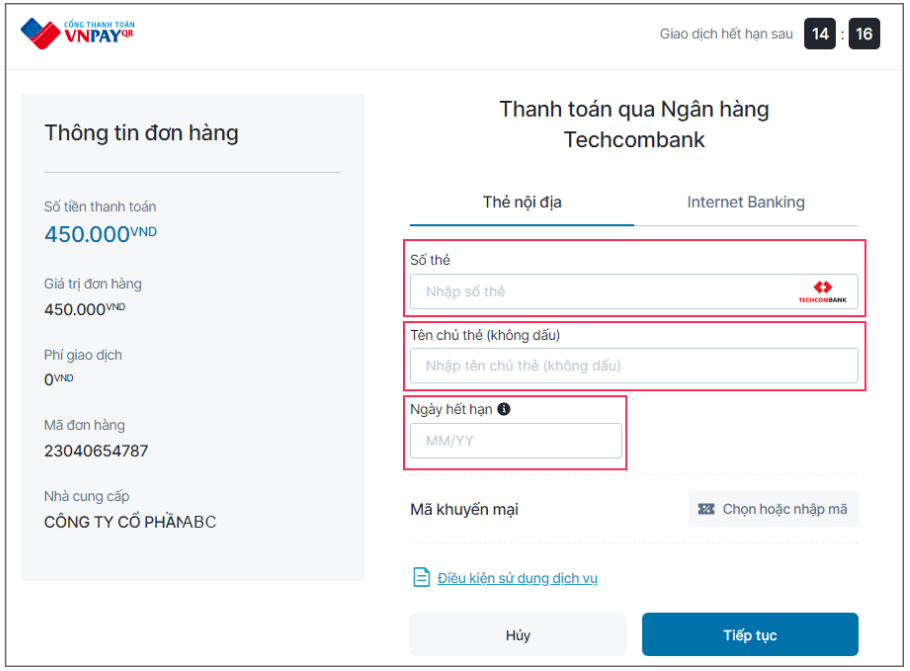 CỔNG THANH TOÁN
VNPAYQR
Giao dịch hết hạn sau 14 : 16
Thông tin đơn hàng
Số tiền thanh toán
450.000VND
Giá trị đơn hàng
450.000VND
Phí giao dịch
0VND
Mã đơn hàng
23040654787
Nhà cung cấp
CÔNG TY CỔ PHẦNABC
Thanh toán qua Ngân hàng
Techcombank
Thẻ nội địa
Internet Banking
Số thẻ
Nhập số thẻ
TECHCOMBANK
Tên chủ thẻ (không dấu)
Nhập tên chủ thẻ (không dấu)
Ngày hết hạn
MM/YY
Mã khuyến mại
Chọn hoặc nhập mã
Điều kiện sử dụng dịch vụ
Hủy
Tiếp tục